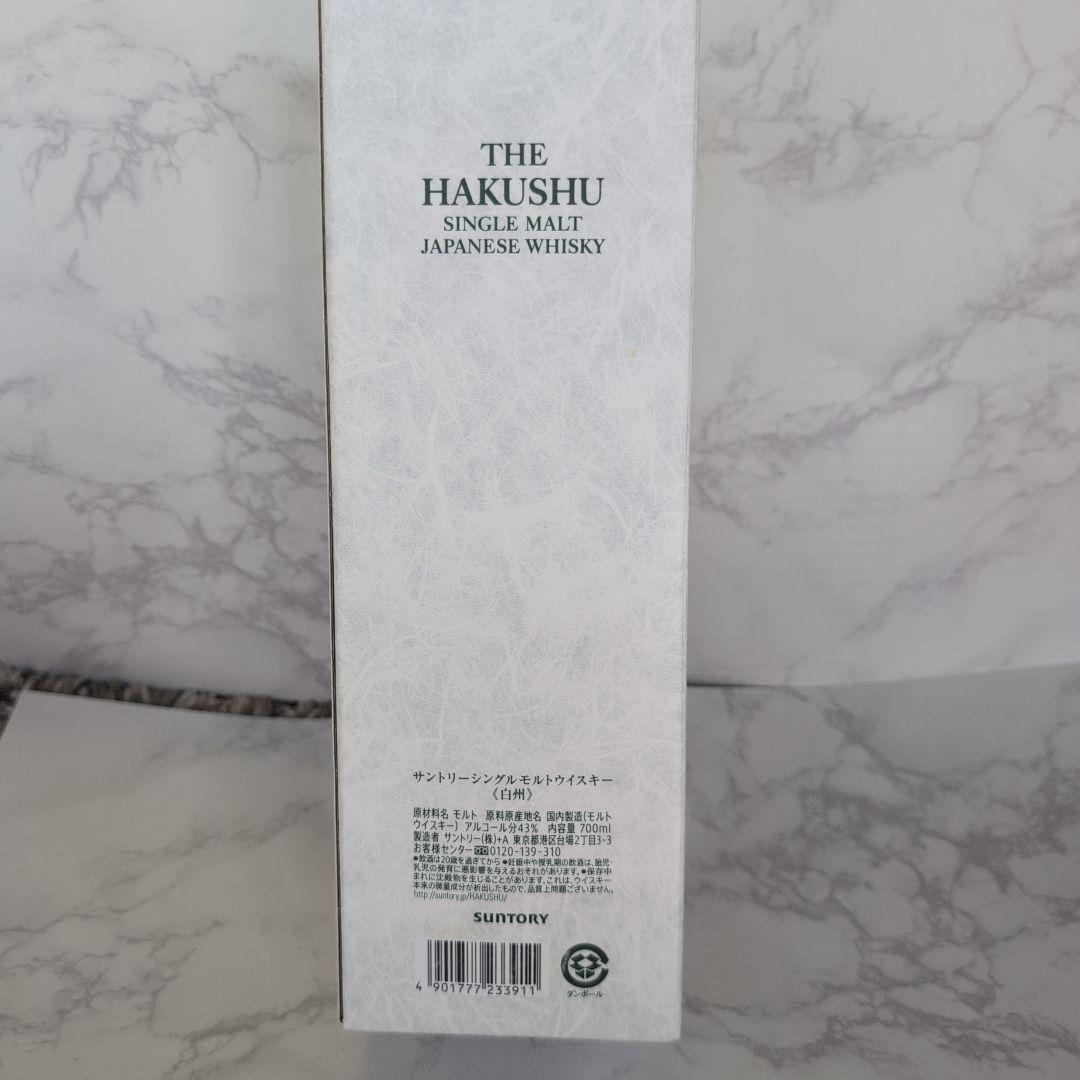 THE
HAKUSHU
SINGLE MALT
JAPANESE WHISKY
サントリーシングルモルトウイスキー
《白州》
原材料名 モルト 原料原産地名 国内製造(モルト
ウイスキー) アルコール分43% 内容量 700ml
製造者 サントリー(株)+A 東京都港区台場2丁目3-3
お客様センター 0120-139-310
●飲酒は20歳を過ぎてから ●妊娠中や授乳期の飲酒は、胎児・
乳児の発育に悪影響を与えるおそれがあります。●保存中
まれに沈殿物を生じることがあります。これは、ウイスキー
本来の微量成分が析出したもので、品質上問題ございません。
http://suntory.jp/HAKUSHU/
SUNTORY
4 901777 233911
ダンボール